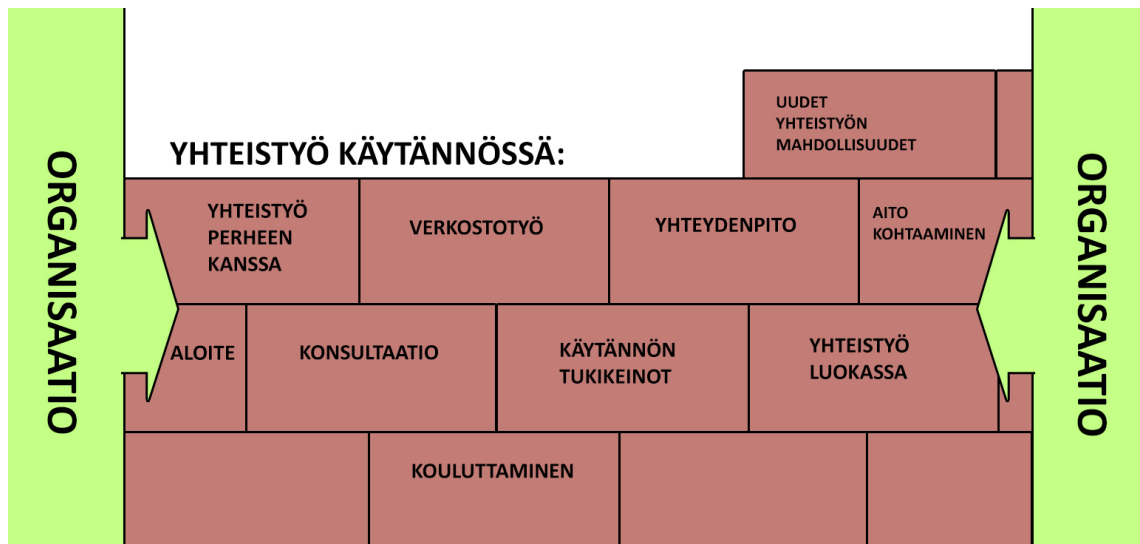 ORGANISAATIO
YHTEISTYÖ KÄYTÄNNÖSSÄ:
UUDET
YHTEISTYÖN
MAHDOLLISUUDET
YHTEISTYÖ
PERHEEN
KANSSA
VERKOSTOTYÖ
YHTEYDENPITO
AITO
KOHTAAMINEN
ALOITE
KONSULTAATIO
KÄYTÄNNÖN
TUKIKEINOT
YHTEISTYÖ
LUOKASSA
KOULUTTAMINEN
ORGANISAATIO